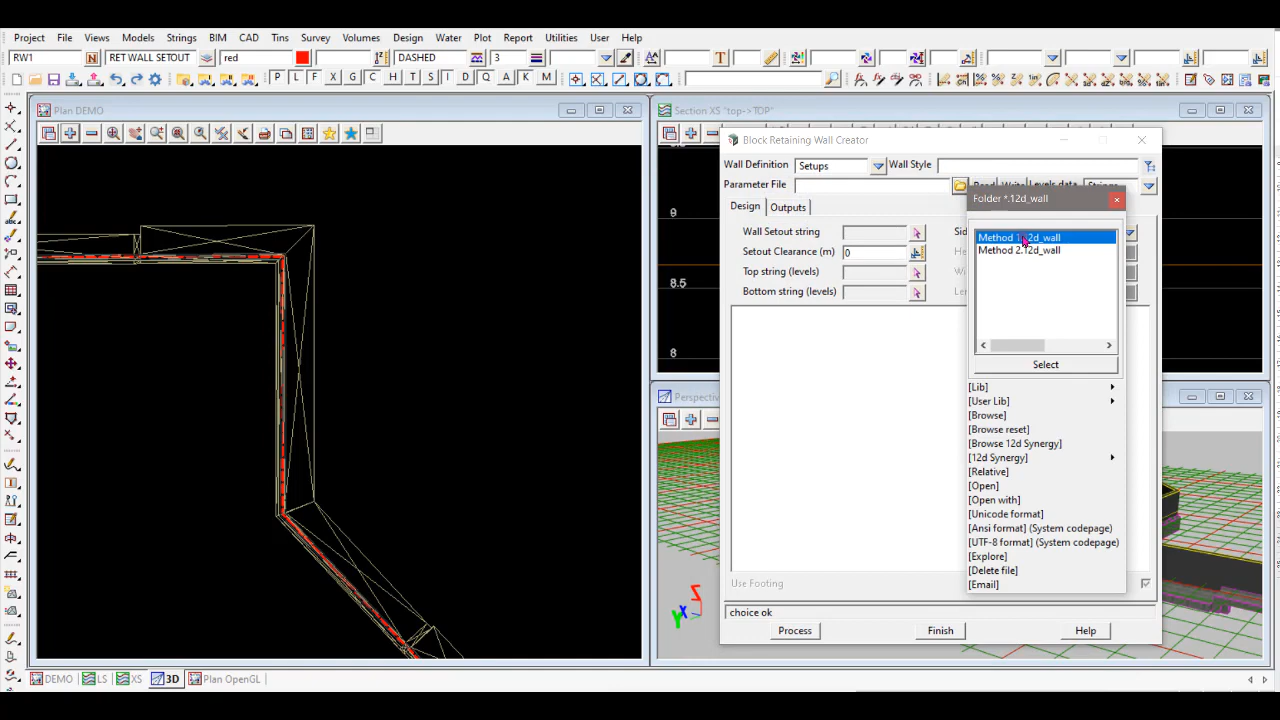 Project File Views Models Strings BIM CAD Tins Survey Volumes Design Water Plot Report Utilities User Help
RW1 N RET WALL SETOUT red DASHED 3 T
P L F X G C H T S I D Q A K M
Plan DEMO
Section XS "top->TOP"
Block Retaining Wall Creator
Wall Definition Setups Wall Style
Parameter File Read Write Levels data Strings
Folder *.12d_wall
Design Outputs
Wall Setout string
Setout Clearance (m) 0
Top string (levels)
Bottom string (levels)
9
8.5
8
Method 1.12d_wall
Method 2.12d_wall
Select
[Lib]
[User Lib]
[Browse]
[Browse reset]
[Browse 12d Synergy]
[12d Synergy]
[Relative]
[Open]
[Open with]
[Unicode format]
[Ansi format] (System codepage)
[UTF-8 format] (System codepage)
[Explore]
[Delete file]
[Email]
Use Footing
choice ok
Process Finish Help
Z
X
Y
DEMO LS XS 3D Plan OpenGL